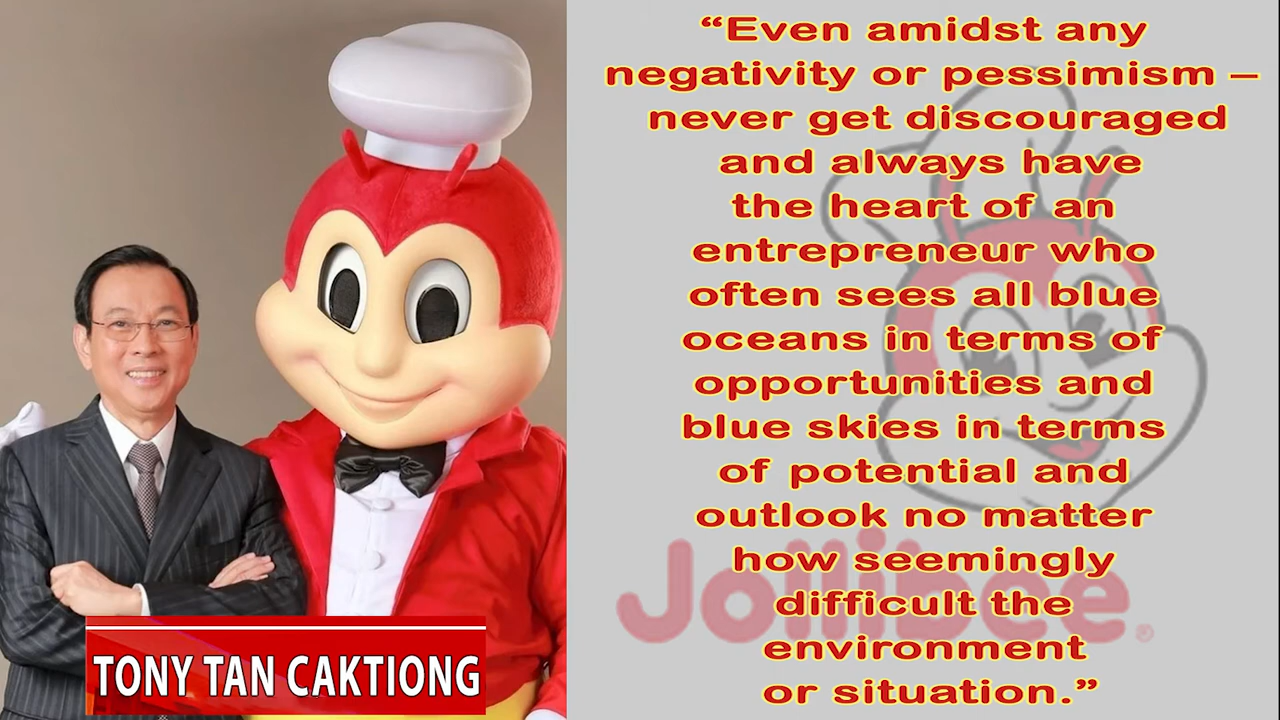 “Even amidst any
negativity or pessimism –
never get discouraged
and always have
the heart of an
entrepreneur who
often sees all blue
oceans in terms of
opportunities and
blue skies in terms
of potential and
outlook no matter
how seemingly
difficult the
environment
or situation.”
Jollibee®
TONY TAN CAKTIONG